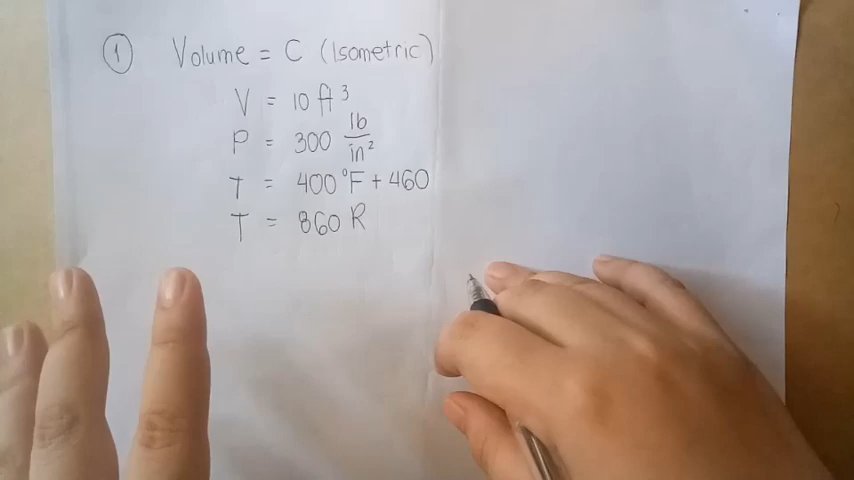 ① Volume = C (Isometric)
V = 10 ft³
P = 300 lb/in²
T = 400 °F + 460
T = 860 R